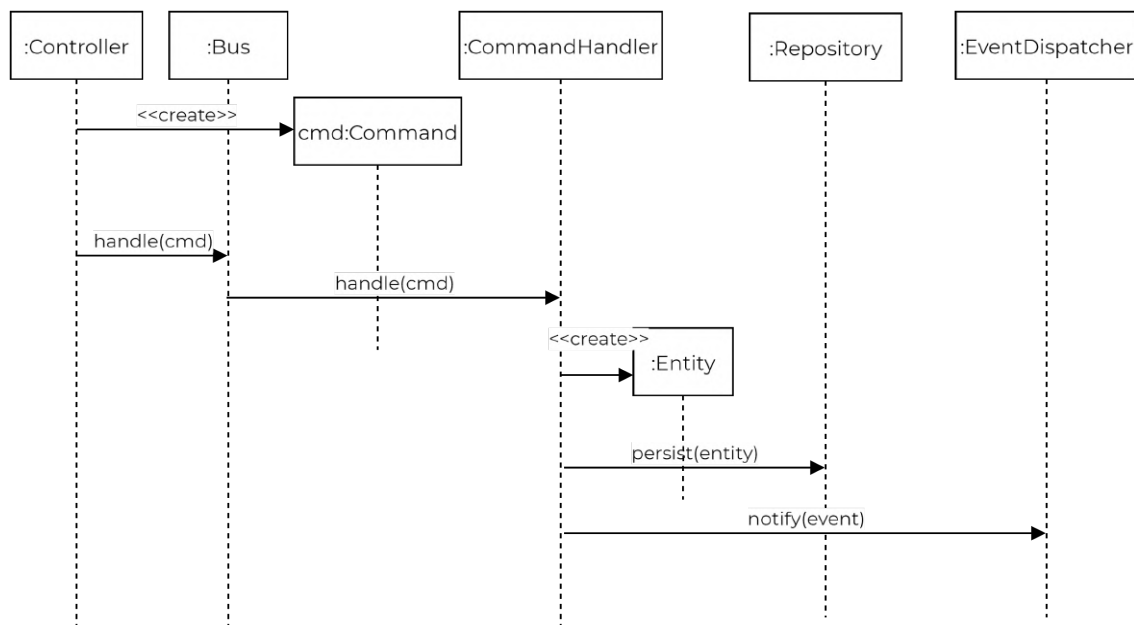 :Controller
:Bus
:CommandHandler
:Repository
:EventDispatcher
<<create>>
cmd:Command
handle(cmd)
handle(cmd)
<<create>>
:Entity
persist(entity)
notify(event)